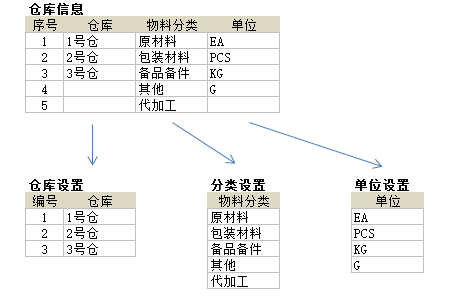 仓库信息
序号 仓库 物料分类 单位
1 1号仓 原材料 EA
2 2号仓 包装材料 PCS
3 3号仓 备品备件 KG
4 其他 G
5 代加工
仓库设置 分类设置 单位设置
编号 仓库 物料分类 单位
1 1号仓 原材料 EA
2 2号仓 包装材料 PCS
3 3号仓 备品备件 KG
其他 G
代加工